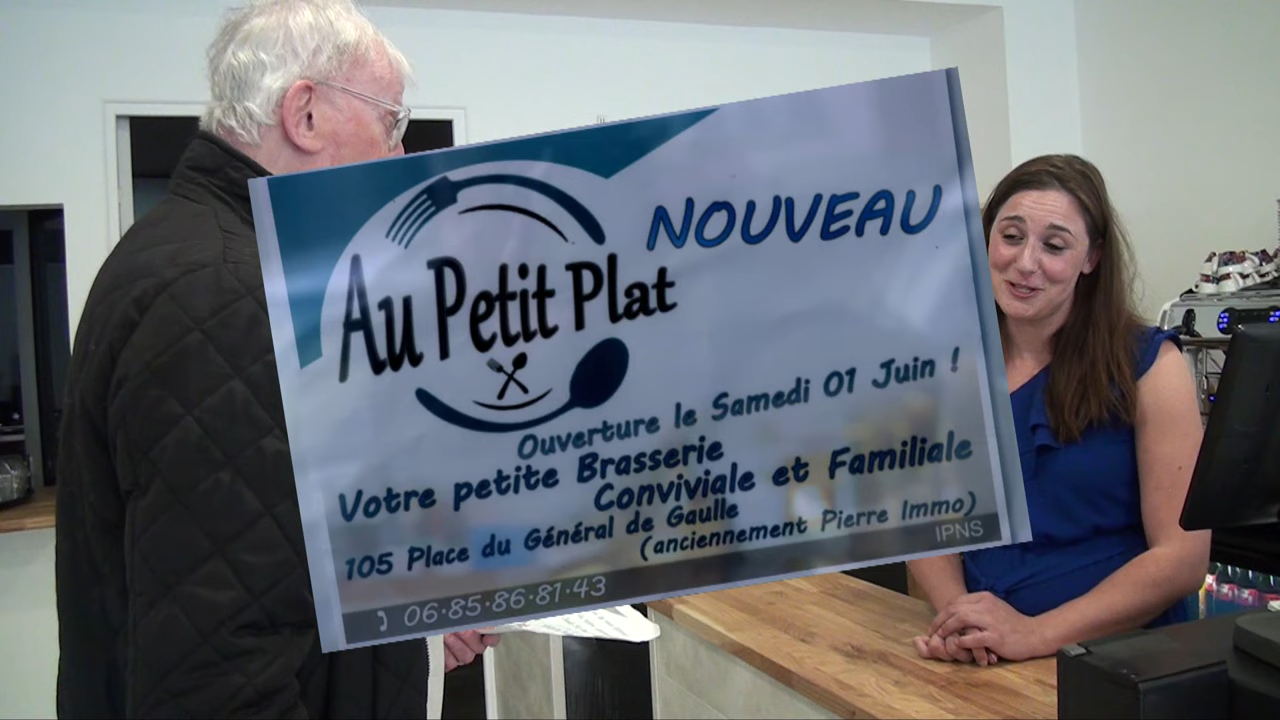 NOUVEAU
Au Petit Plat
Ouverture le Samedi 01 Juin !
Votre petite Brasserie
Conviviale et Familiale
105 Place du Général de Gaulle
(anciennement Pierre Immo)
IPNS
06.85.86.81.43